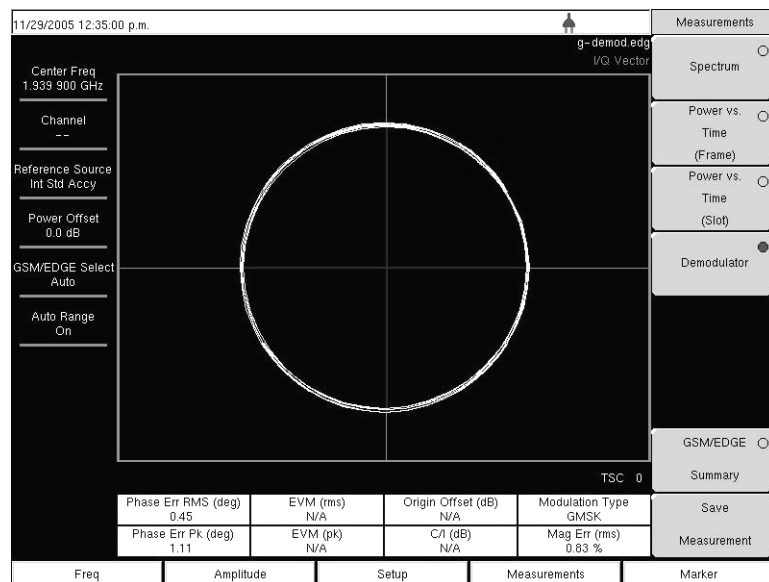 11/29/2005 12:35:00 p.m.
Measurements
g-demod.edg
I/Q Vector
Center Freq
1.939 900 GHz
Channel
--
Reference Source
Int Std Accy
Power Offset
0.0 dB
GSM/EDGE Select
Auto
Auto Range
On
Spectrum
Power vs.
Time
(Frame)
Power vs.
Time
(Slot)
Demodulator
GSM/EDGE
Summary
Save
Measurement
TSC 0
Phase Err RMS (deg)
0.45
EVM (rms)
N/A
Origin Offset (dB)
N/A
Modulation Type
GMSK
Phase Err Pk (deg)
1.11
EVM (pk)
N/A
C/I (dB)
N/A
Mag Err (rms)
0.83 %
Freq
Amplitude
Setup
Measurements
Marker